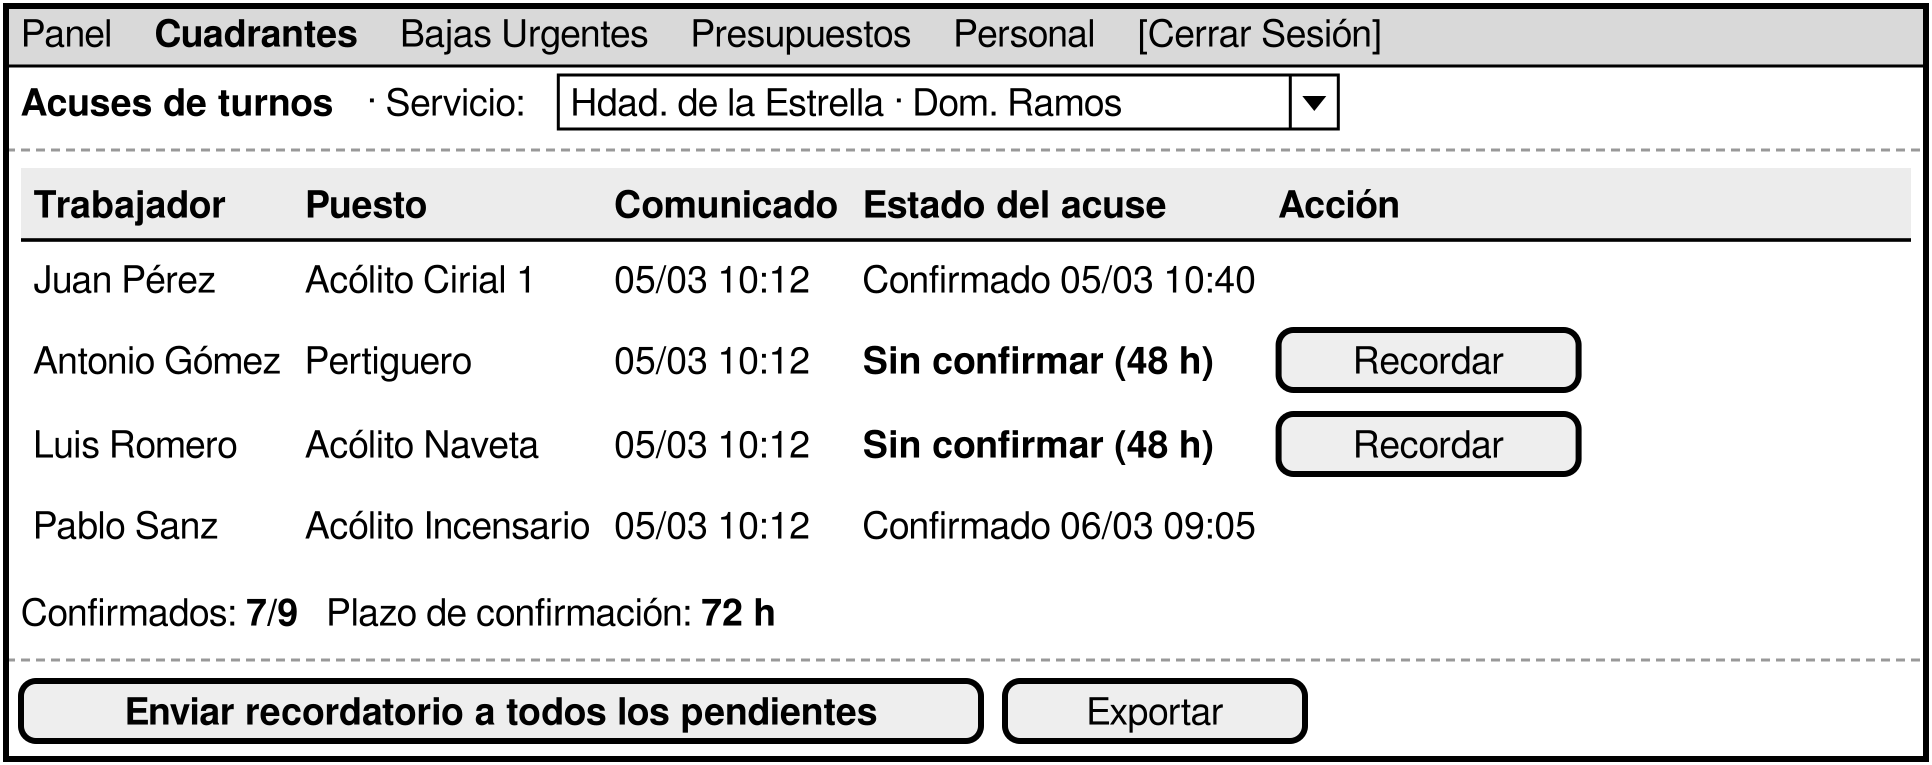 Panel Cuadrantes Bajas Urgentes Presupuestos Personal [Cerrar Sesión]
Acuses de turnos · Servicio: Hdad. de la Estrella · Dom. Ramos
Trabajador Puesto Comunicado Estado del acuse Acción
Juan Pérez Acólito Cirial 1 05/03 10:12 Confirmado 05/03 10:40
Antonio Gómez Pertiguero 05/03 10:12 Sin confirmar (48 h) Recordar
Luis Romero Acólito Naveta 05/03 10:12 Sin confirmar (48 h) Recordar
Pablo Sanz Acólito Incensario 05/03 10:12 Confirmado 06/03 09:05
Confirmados: 7/9 Plazo de confirmación: 72 h
Enviar recordatorio a todos los pendientes Exportar